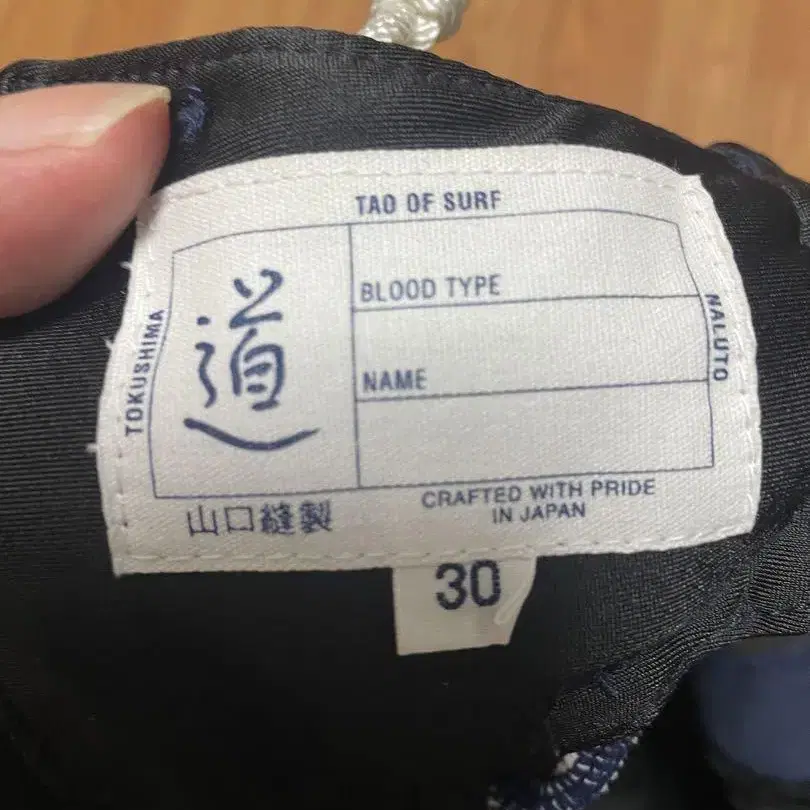 TAO OF SURF
TOKUSHIMA
道
BLOOD TYPE
NAME
NALUTO
山口縫製
CRAFTED WITH PRIDE
IN JAPAN
30